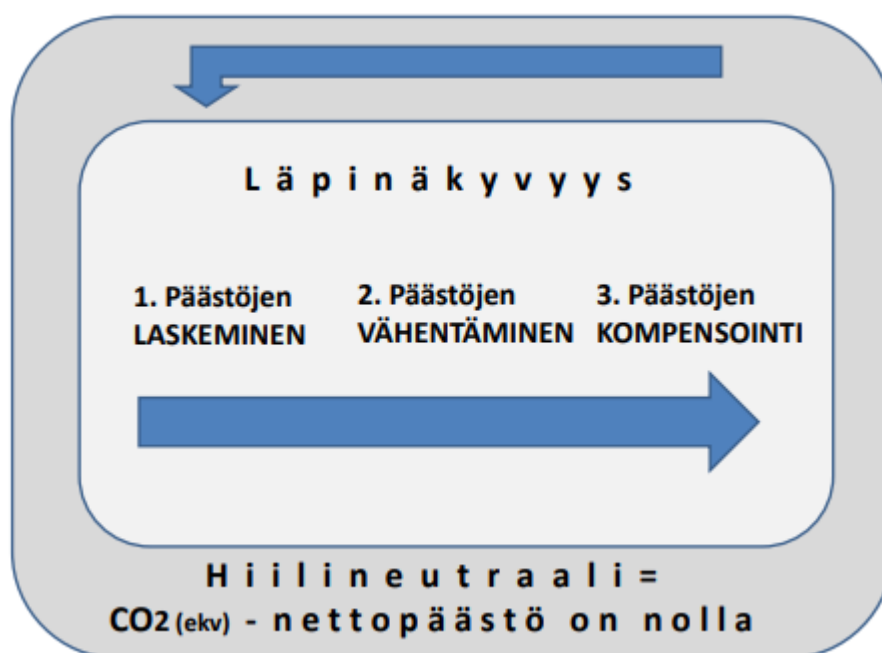 Läpinäkyvyys
1. Päästöjen 2. Päästöjen 3. Päästöjen
LASKEMINEN VÄHENTÄMINEN KOMPENSOINTI
Hiilineutraali=
CO2 (ekv) - nettopäästö on nolla